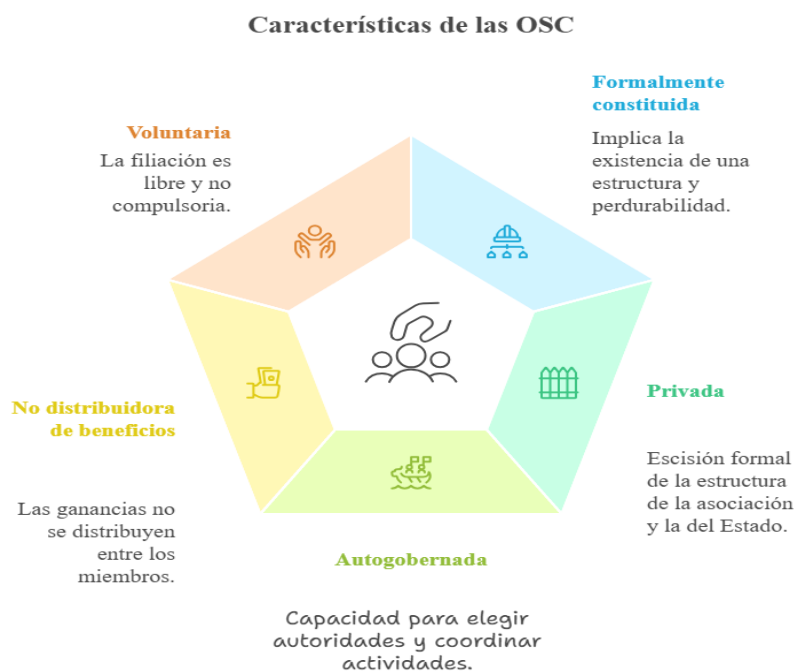 Características de las OSC
Formalmente
constituida
Implica la
existencia de una
estructura y
perdurabilidad.
Voluntaria
La filiación es
libre y no
compulsoria.
Privada
Escisión formal
de la estructura
de la asociación
y la del Estado.
No distribuidora
de beneficios
Las ganancias no
se distribuyen
entre los
miembros.
Autogobernada
Capacidad para elegir
autoridades y coordinar
actividades.